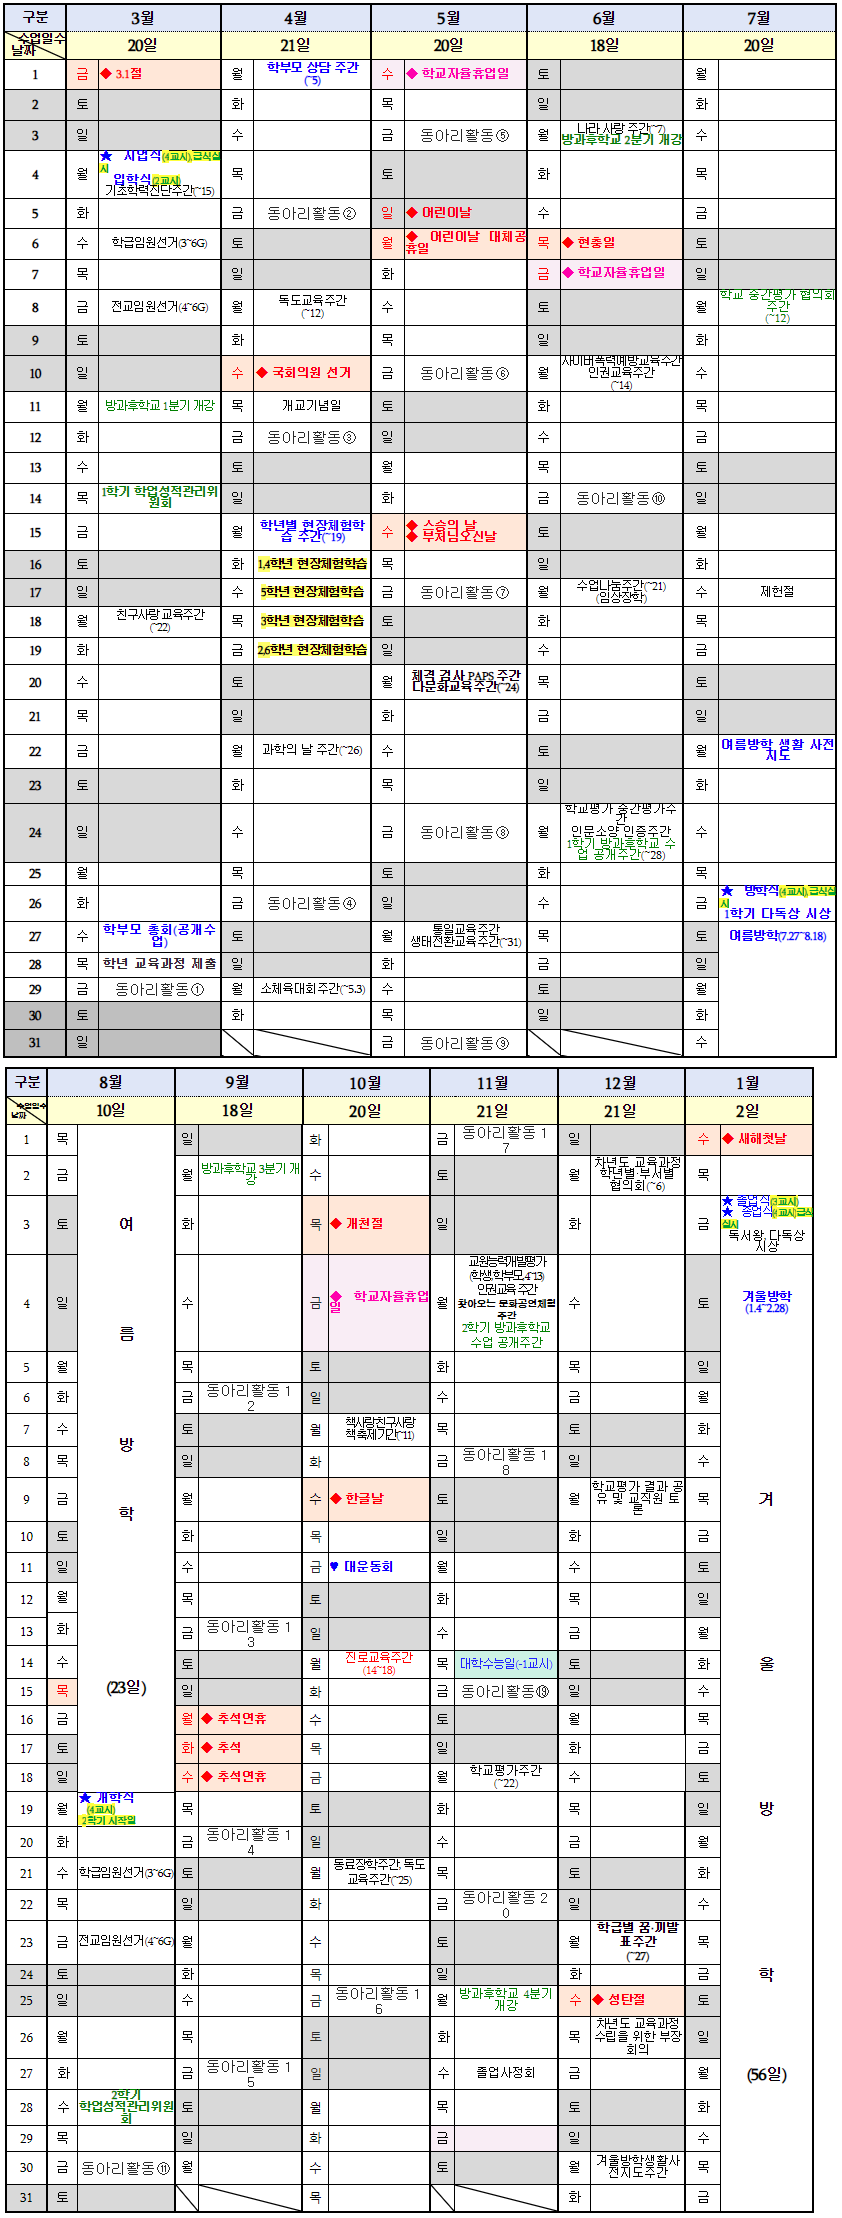 구분 3월 4월 5월 6월 7월
수업일수
날짜 20일 21일 20일 18일 20일
1 금 ◆ 3.1절 월 학부모 상담 주간 수 ◆ 학교자율휴업일 토 월
(~5)
2 토 화 목 일 화
3 일 수 금 동아리활동⑤ 월 나라 사랑 주간(~7) 수
방과후학교 2분기 개강
4 월 ★ 시업식(4교시),급식실시 목 토 화 목
입학식(2교시)
기초학력진단주간(~15)
5 화 금 동아리활동② 일 ◆ 어린이날 수 금
6 수 학급임원선거(3~6G) 토 월 ◆ 어린이날 대체공휴일 목 ◆ 현충일 토
7 목 일 화 금 ◆ 학교자율휴업일 일
8 금 전교임원선거(4~6G) 월 독도교육주간 수 토 월 학교 중간평가 협의회 주간
(~12) (~12)
9 토 화 목 일 화
10 일 수 ◆ 국회의원 선거 금 동아리활동⑥ 월 사이버폭력예방교육주간 수
인권교육주간
(~14)
11 월 방과후학교 1분기 개강 목 개교기념일 토 화 목
12 화 금 동아리활동③ 일 수 금
13 수 토 월 목 토
14 목 1학기 학업성적관리위원회 일 화 금 동아리활동⑩ 일
15 금 월 학년별 현장체험학습 주간(~19) 수 ◆ 스승의 날 토 월
◆ 부처님오신날
16 토 화 1,4학년 현장체험학습 목 일 화
17 일 수 5학년 현장체험학습 금 동아리활동⑦ 월 수업나눔주간(~21) 수 제헌절
(임상장학)
18 월 친구사랑교육주간 목 3학년 현장체험학습 토 화 목
(~22)
19 화 금 2,6학년 현장체험학습 일 수 금
20 수 토 월 체격 검사 PAPS 주간 목 토
다문화교육주간(~24)
21 목 일 화 금 일
22 금 월 과학의 날 주간(~26) 수 토 월 여름방학 생활 사전지도
23 토 화 목 일 화
24 일 수 금 동아리활동⑧ 월 학교평가 중간평가주간 수
인문소양 인증주간
1학기 방과후학교 수업 공개주간(~28)
25 월 목 토 화 목
26 화 금 동아리활동④ 일 수 금 ★ 방학식(4교시),급식실시
1학기 다독상 시상
27 수 학부모 총회(공개수업) 토 월 통일교육주간 목 토 여름방학(7.27~8.18)
생태전환교육주간(~31)
28 목 학년 교육과정 제출 일 화 금 일
29 금 동아리활동① 월 소체육대회주간(~5.3) 수 토 월
30 토 화 목 일 화
31 일 금 동아리활동⑨ 수
구분 8월 9월 10월 11월 12월 1월
수업일수
날짜 10일 18일 20일 21일 21일 2일
1 목 일 화 금 동아리활동 17 일 수 ◆ 새해첫날
2 금 월 방과후학교 3분기 개강 수 토 월 차년도 교육과정 목
학년별·부서별
협의회(~6)
3 토 여 화 목 ◆ 개천절 일 화 금 ★ 졸업식(3교시)
★ 종업식(4교시)급식실시
독서왕, 다독상 시상
4 일 름 수 금 ◆ 학교자율휴업일 월 교원능력개발평가 수 토 겨울방학
(학생,학부모,4~13) (1.4~2.28)
인권교육 주간
찾아오는 문화공연체험주간
2학기 방과후학교
수업 공개주간
5 월 목 토 화 목 일
6 화 금 동아리활동 12 일 수 금 월
7 수 방 토 월 책사랑친구사랑 목 토 화
책축제기간(~11)
8 목 일 화 금 동아리활동 18 일 수
9 금 학 월 수 ◆ 한글날 토 월 학교평가 결과 공유 및 교직원 토론 목 겨
10 토 화 목 일 화 금
11 일 수 금 ♥ 대운동회 월 수 토
12 월 목 토 화 목 일
13 화 금 동아리활동 13 일 수 금 월
14 수 토 월 진로교육주간 목 대학수능일(-1교시) 토 화 울
(14~18)
15 목 (23일) 일 화 금 동아리활동⑲ 일 수
16 금 월 ◆ 추석연휴 수 토 월 목
17 토 화 ◆ 추석 목 일 화 금
18 일 수 ◆ 추석연휴 금 월 학교평가주간 수 토
(~22)
19 월 ★ 개학식 목 토 화 목 일 방
(4교시)
2학기 시작일
20 화 금 동아리활동 14 일 수 금 월
21 수 학급임원선거(3~6G) 토 월 동료장학주간, 독도교육주간(~25) 목 토 화
22 목 일 화 금 동아리활동 20 일 수
23 금 전교임원선거(4~6G) 월 수 토 월 학급별 꿈·끼발표주간 목
(~27)
24 토 화 목 일 화 금 학
25 일 수 금 동아리활동 16 월 방과후학교 4분기 개강 수 ◆ 성탄절 토
26 월 목 토 화 목 차년도 교육과정 수립을 위한 부장회의 일
27 화 금 동아리활동 15 일 수 졸업사정회 금 월 (56일)
28 수 2학기 토 월 목 토 화
학업성적관리위원회
29 목 일 화 금 일 수
30 금 동아리활동⑪ 월 수 토 월 겨울방학생활사전지도주간 목
31 토 목 화 금